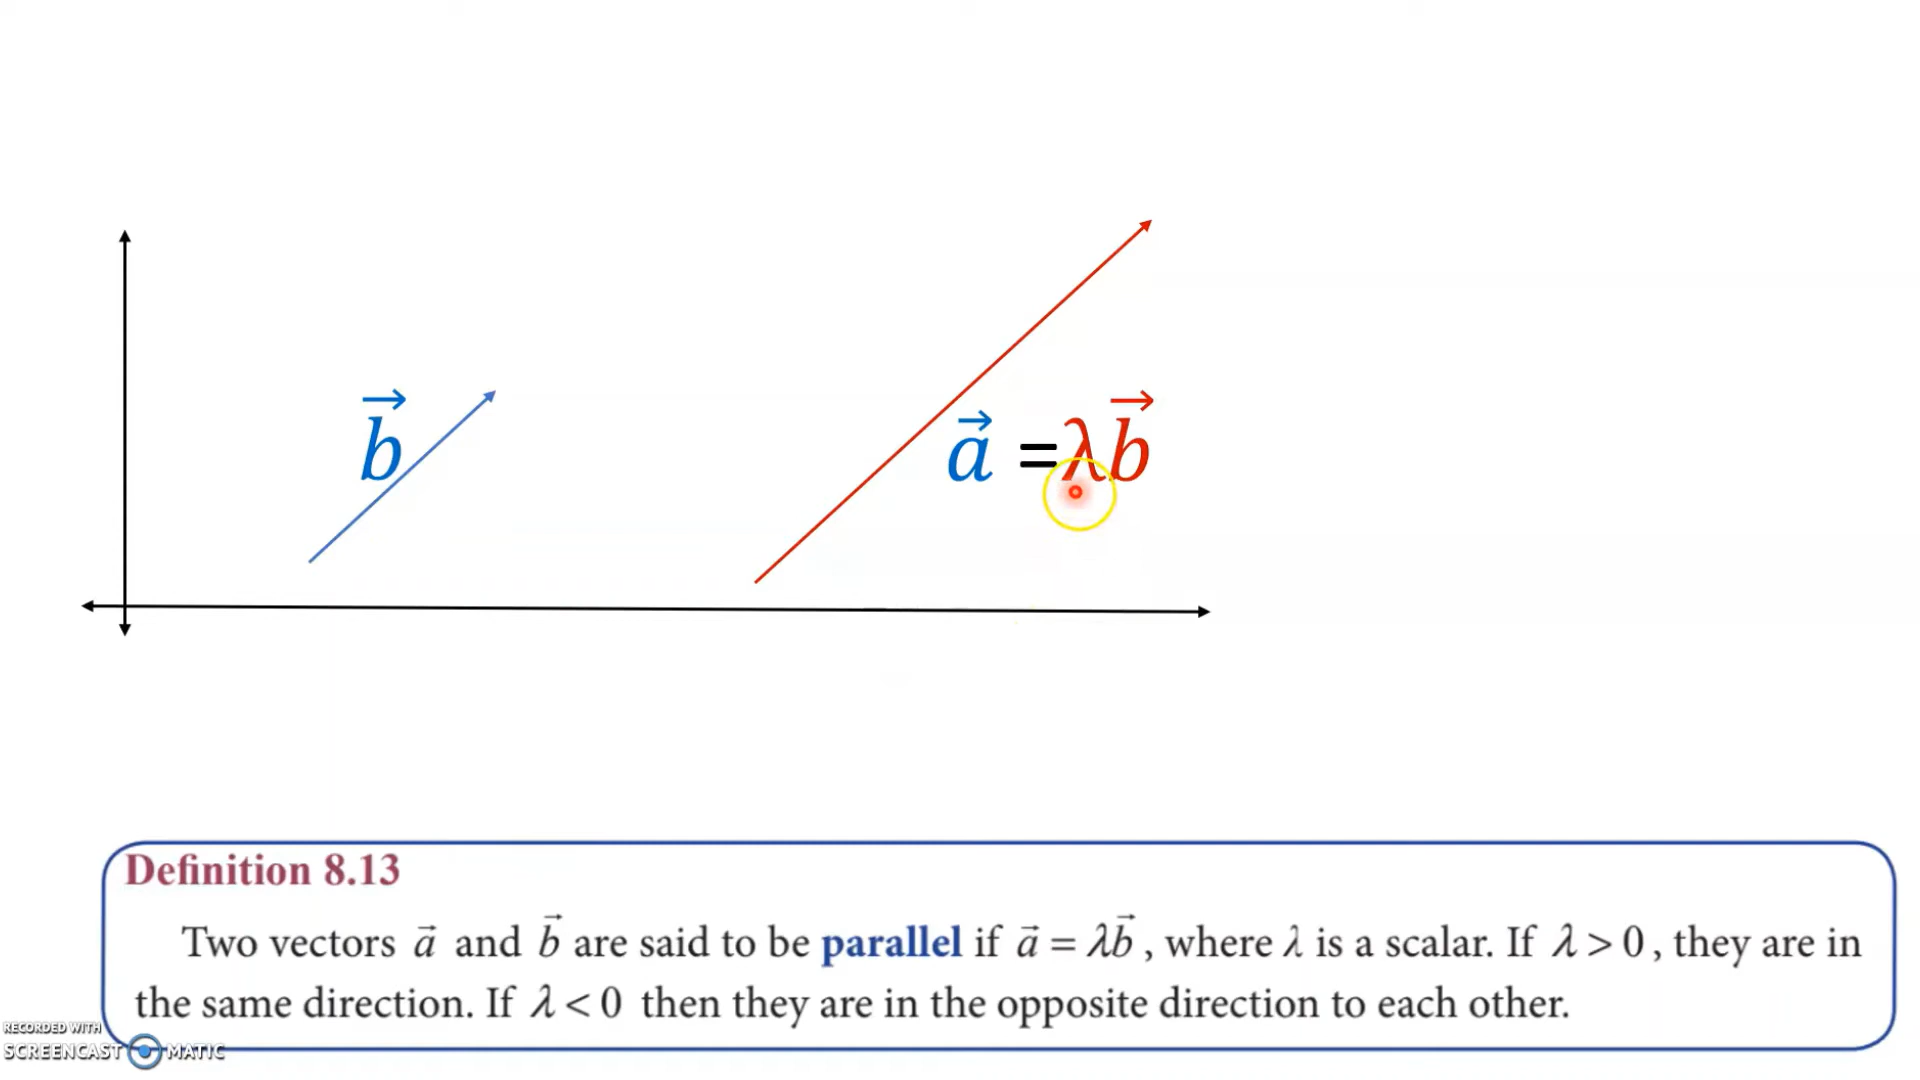 b⃗
a⃗ =λb⃗
Definition 8.13
Two vectors a⃗ and b⃗ are said to be parallel if a⃗ = λb⃗, where λ is a scalar. If λ > 0, they are in
the same direction. If λ < 0 then they are in the opposite direction to each other.
RECORDED WITH
SCREENCAST MATIC